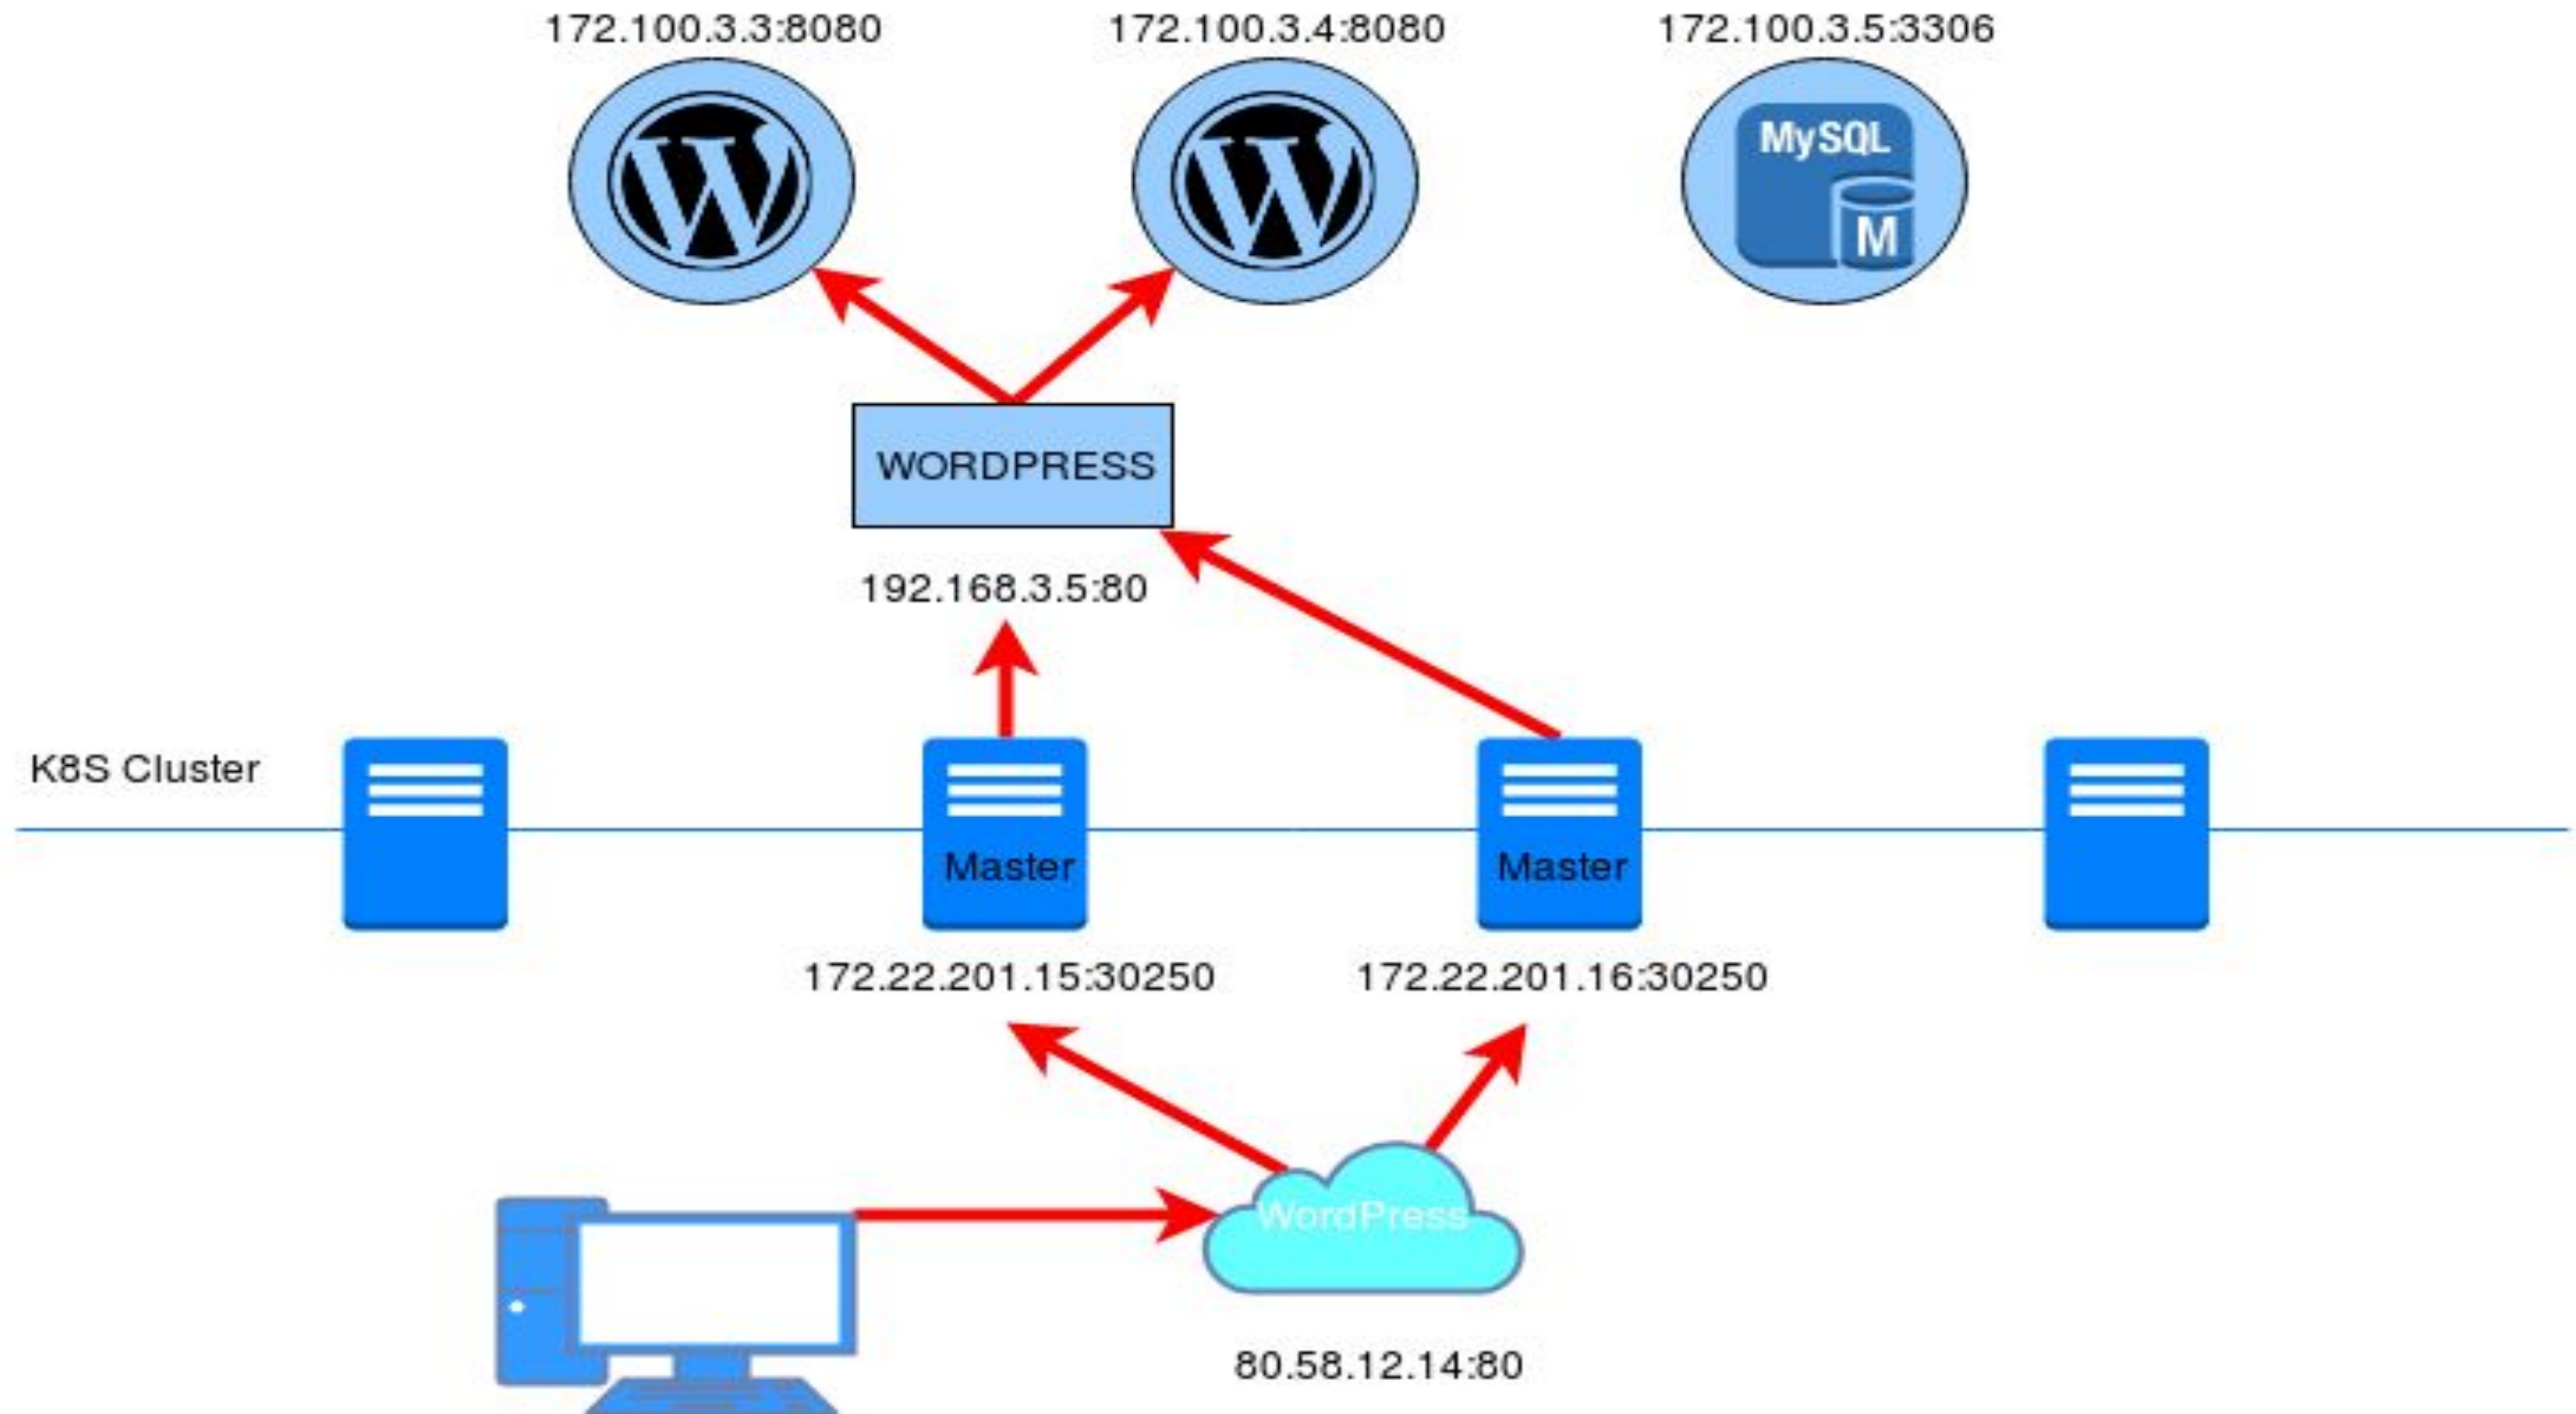 172.100.3.3:8080
172.100.3.4:8080
172.100.3.5:3306
MySQL
M
WORDPRESS
192.168.3.5:80
K8S Cluster
Master
Master
172.22.201.15:30250
172.22.201.16:30250
WordPress
80.58.12.14:80